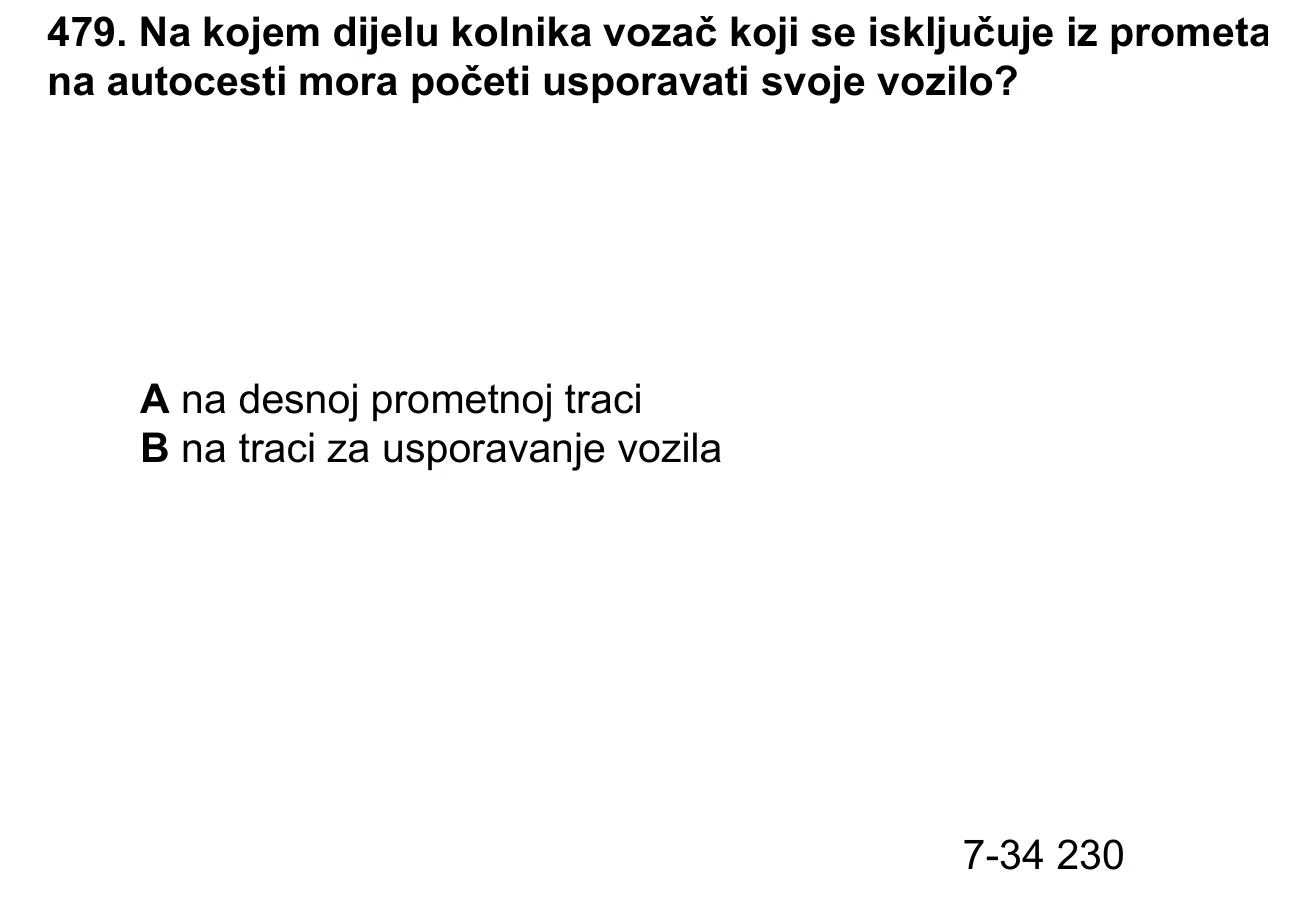 479. Na kojem dijelu kolnika vozač koji se isključuje iz prometa
na autocesti mora početi usporavati svoje vozilo?
A na desnoj prometnoj traci
B na traci za usporavanje vozila
7-34 230